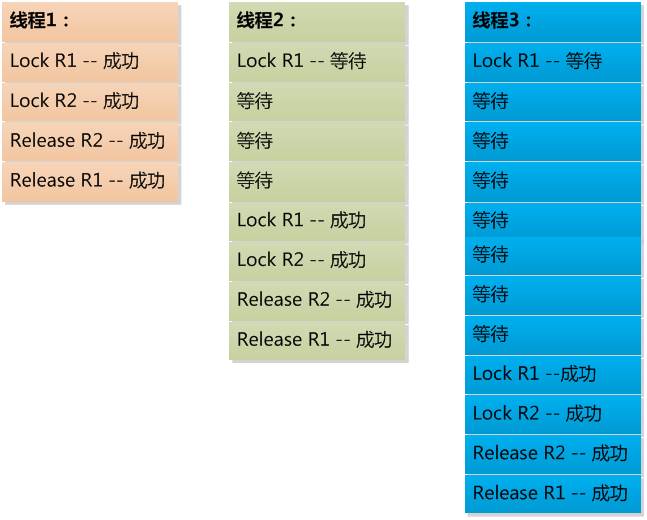 线程1：
Lock R1 -- 成功
Lock R2 -- 成功
Release R2 -- 成功
Release R1 -- 成功
线程2：
Lock R1 -- 等待
等待
等待
等待
Lock R1 -- 成功
Lock R2 -- 成功
Release R2 -- 成功
Release R1 -- 成功
线程3：
Lock R1 -- 等待
等待
等待
等待
等待
等待
等待
等待
Lock R1 --成功
Lock R2 -- 成功
Release R2 -- 成功
Release R1 -- 成功